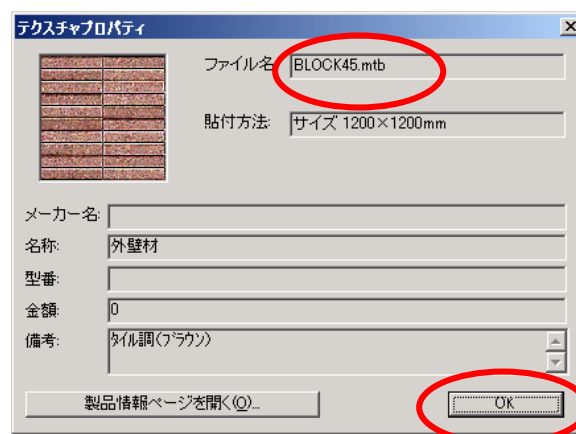 テクスチャプロパティ
ファイル名: BLOCK45.mtb
貼付方法: サイズ 1200×1200mm
メーカー名:
名称: 外壁材
型番:
金額: 0
備考: ﾀｲﾙ調(ﾌﾞﾗｳﾝ)
製品情報ページを開く(O)...
OK